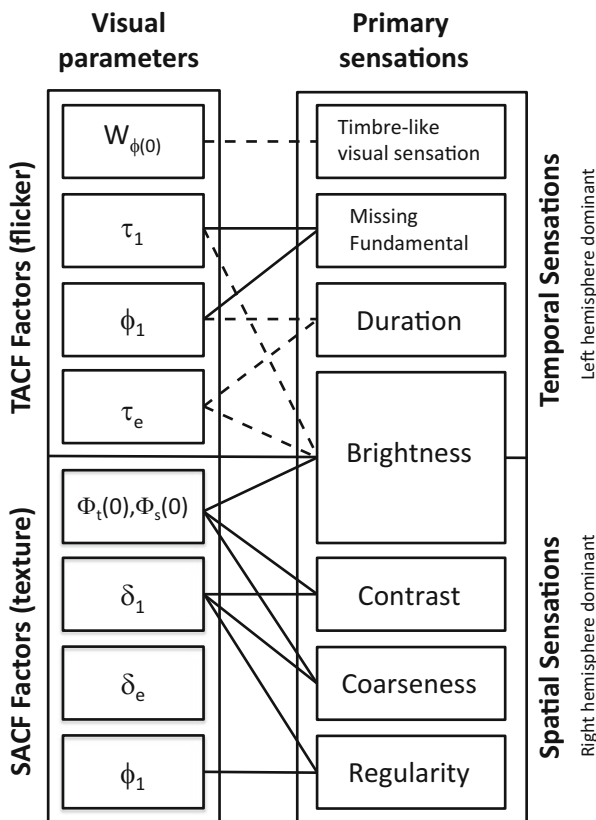 Visual
parameters
Primary
sensations
TACF Factors (flicker)
W_ϕ(0)
τ₁
ϕ₁
τₑ
SACF Factors (texture)
Φₜ(0),Φₛ(0)
δ₁
δₑ
ϕ₁
Timbre-like
visual sensation
Missing
Fundamental
Duration
Brightness
Contrast
Coarseness
Regularity
Temporal Sensations
Left hemisphere dominant
Spatial Sensations
Right hemisphere dominant